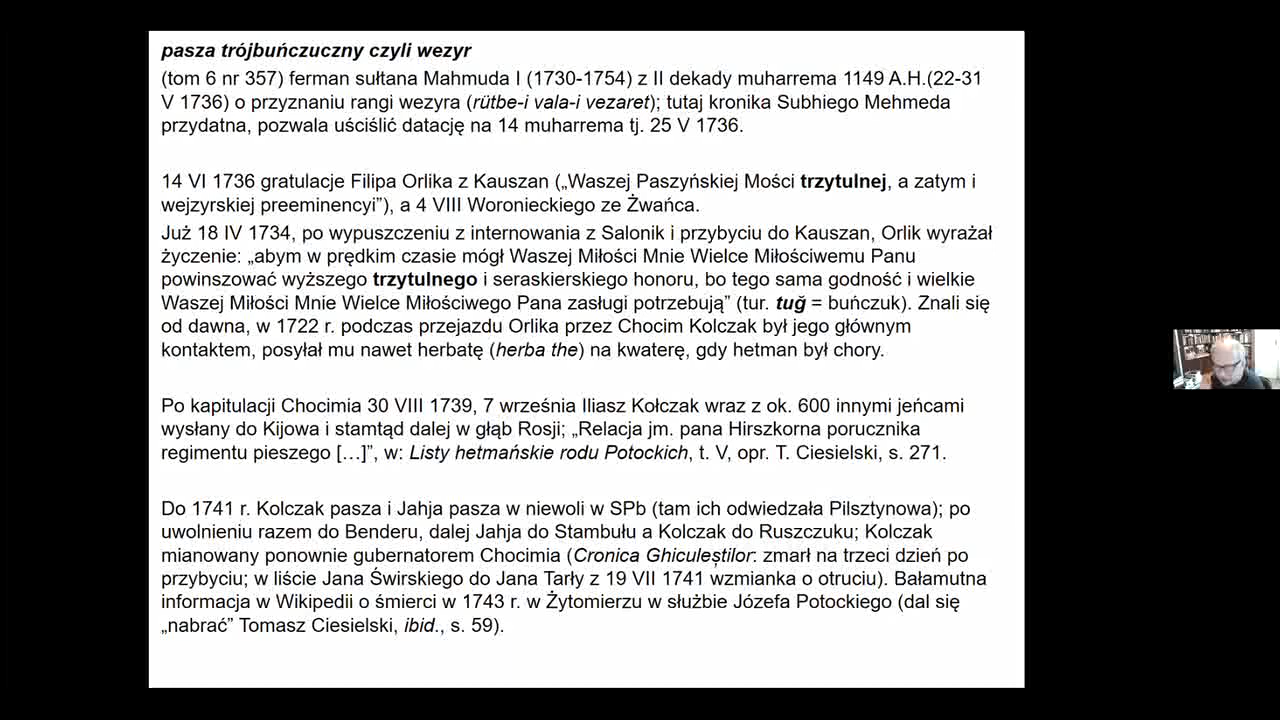 pasza trójbuńczuczny czyli wezyr
(tom 6 nr 357) ferman sułtana Mahmuda I (1730-1754) z II dekady muharrema 1149 A.H.(22-31
V 1736) o przyznaniu rangi wezyra (rütbe-i vala-i vezaret); tutaj kronika Subhiego Mehmeda
przydatna, pozwala uściślić datację na 14 muharrema tj. 25 V 1736.
14 VI 1736 gratulacje Filipa Orlika z Kauszan („Waszej Paszyńskiej Mości trzytulnej, a zatym i
wejzyrskiej preeminencyi”), a 4 VIII Woronieckiego ze Żwańca.
Już 18 IV 1734, po wypuszczeniu z internowania z Salonik i przybyciu do Kauszan, Orlik wyrażał
życzenie: „abym w prędkim czasie mógł Waszej Miłości Mnie Wielce Miłościwemu Panu
powinszować wyższego trzytulnego i seraskierskiego honoru, bo tego sama godność i wielkie
Waszej Miłości Mnie Wielce Miłościwego Pana zasługi potrzebują” (tur. tuğ = buńczuk). Znali się
od dawna, w 1722 r. podczas przejazdu Orlika przez Chocim Kolczak był jego głównym
kontaktem, posyłał mu nawet herbatę (herba the) na kwaterę, gdy hetman był chory.
Po kapitulacji Chocimia 30 VIII 1739, 7 września Iliasz Kołczak wraz z ok. 600 innymi jeńcami
wysłany do Kijowa i stamtąd dalej w głąb Rosji; „Relacja jm. pana Hirszkorna porucznika
regimentu pieszego […]”, w: Listy hetmańskie rodu Potockich, t. V, opr. T. Ciesielski, s. 271.
Do 1741 r. Kolczak pasza i Jahja pasza w niewoli w SPb (tam ich odwiedzała Pilsztynowa); po
uwolnieniu razem do Benderu, dalej Jahja do Stambułu a Kolczak do Ruszczuku; Kolczak
mianowany ponownie gubernatorem Chocimia (Cronica Ghiculeștilor: zmarł na trzeci dzień po
przybyciu; w liście Jana Świrskiego do Jana Tarły z 19 VII 1741 wzmianka o otruciu). Bałamutna
informacja w Wikipedii o śmierci w 1743 r. w Żytomierzu w służbie Józefa Potockiego (dal się
„nabrać” Tomasz Ciesielski, ibid., s. 59).